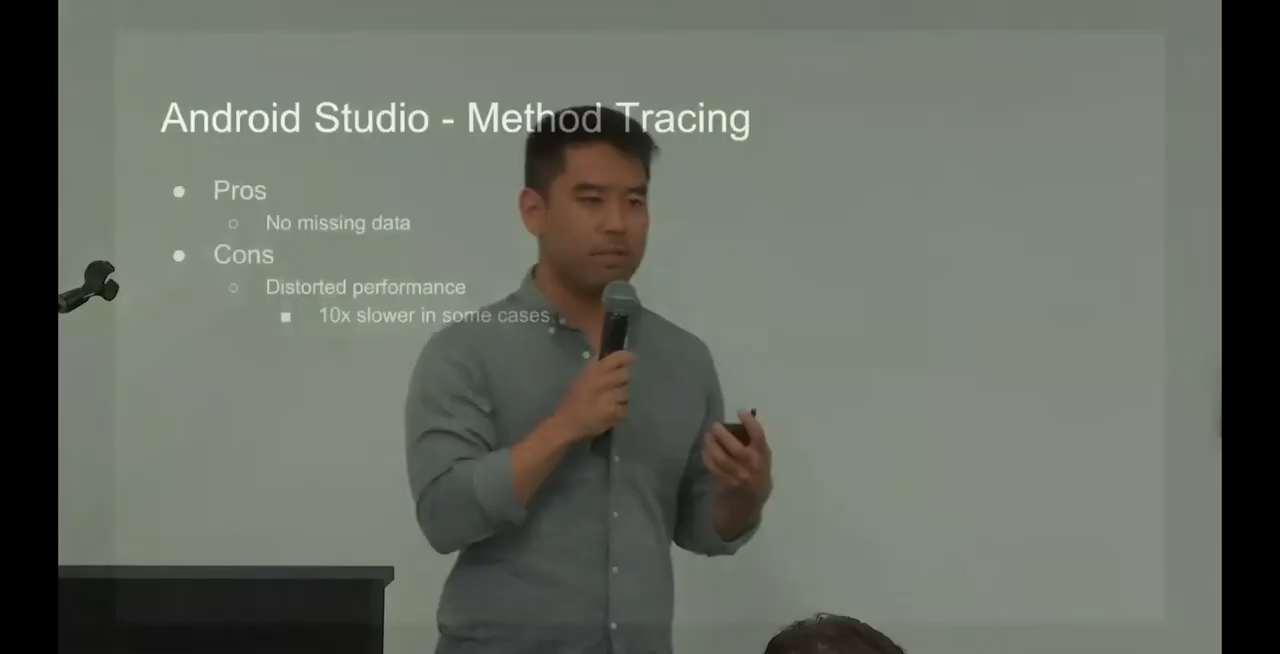 Android Studio - Method Tracing
● Pros
○ No missing data
● Cons
○ Distorted performance
■ 10x slower in some cases